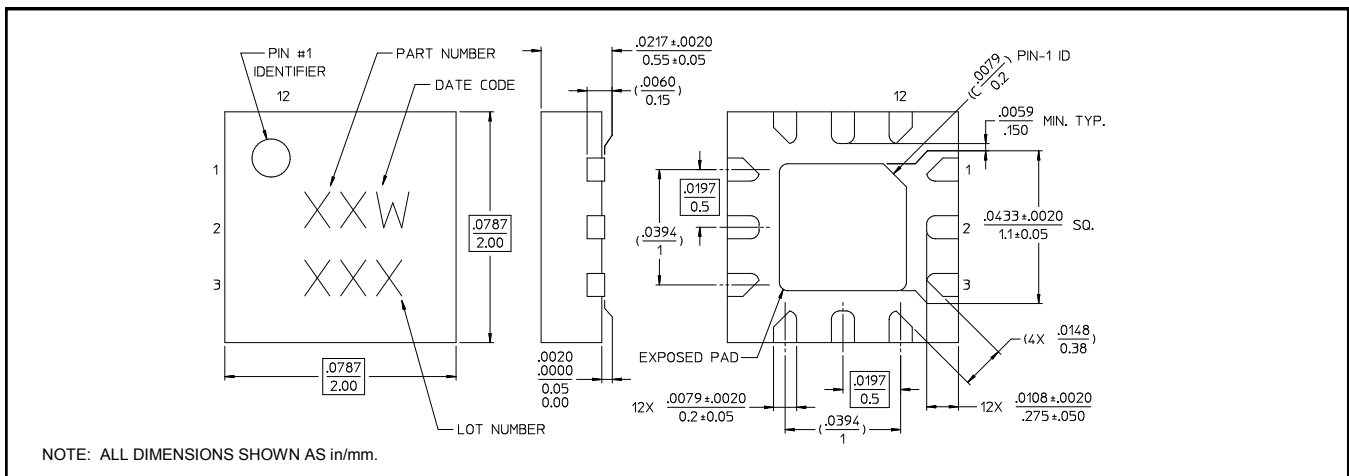 PIN #1
IDENTIFIER
PART NUMBER
DATE CODE
12
1
2
3
XXW
XXX
.0787
2.00
.0787
2.00
LOT NUMBER
.0217±.0020
0.55±0.05
(.0060)
0.15
.0197
0.5
(.0394)
1
.0020
.0000
0.05
0.00
(C .0079)
0.2
PIN-1 ID
12
.0059
.150
MIN. TYP.
1
2
3
.0433±.0020
1.1±0.05
SQ.
(4X .0148)
0.38
EXPOSED PAD
12X .0079±.0020
0.2±0.05
.0197
0.5
(.0394)
1
12X .0108±.0020
.275±.050
NOTE: ALL DIMENSIONS SHOWN AS in/mm.